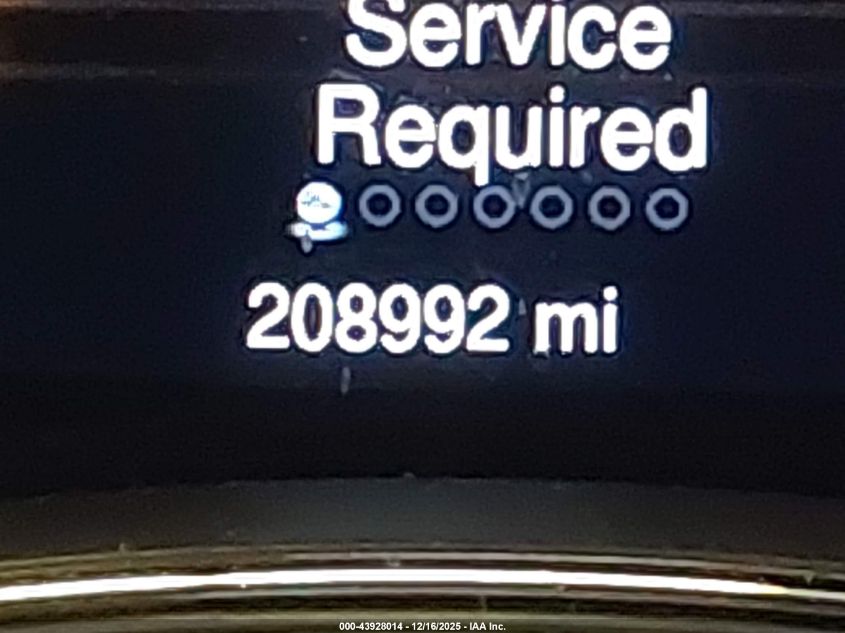 Service
Required
208992 mi
000-43928014 - 12/16/2025 - IAA Inc.